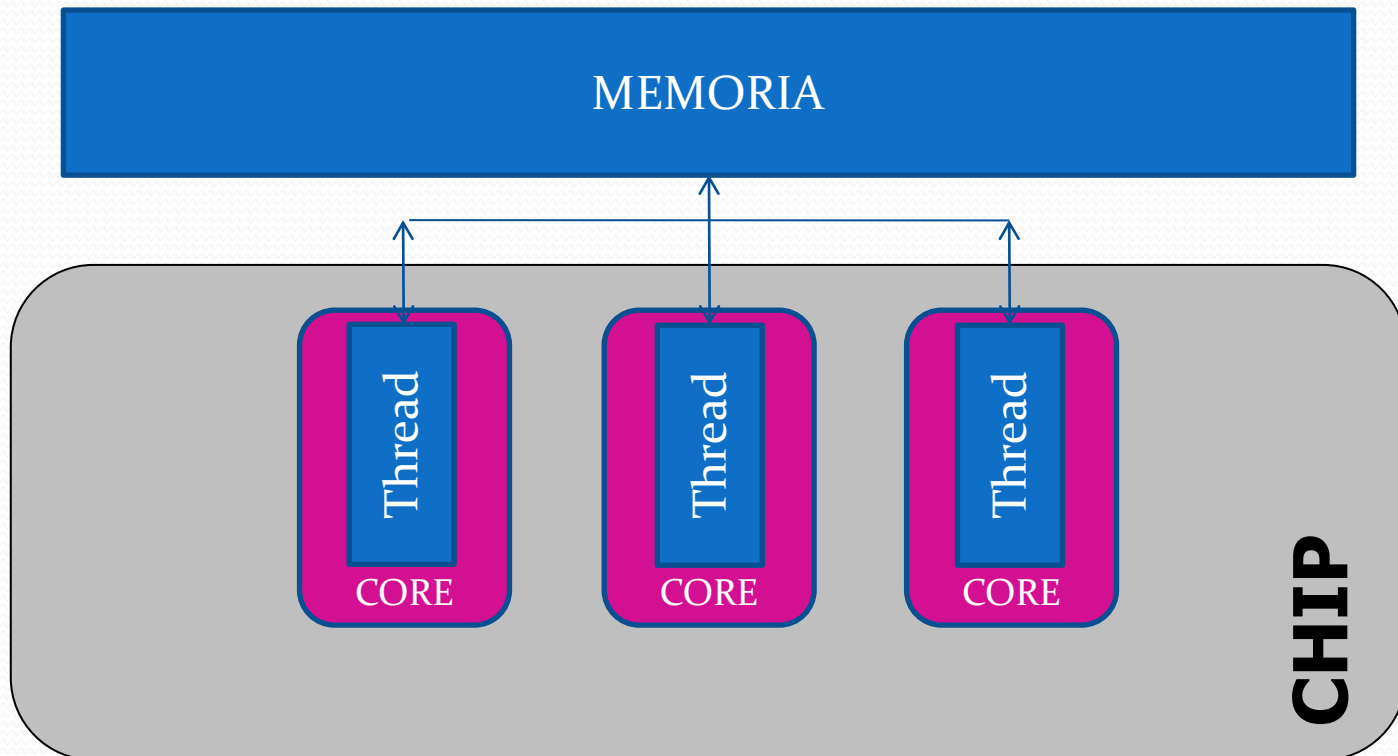 MEMORIA
Thread
Thread
Thread
CORE
CORE
CORE
CHIP